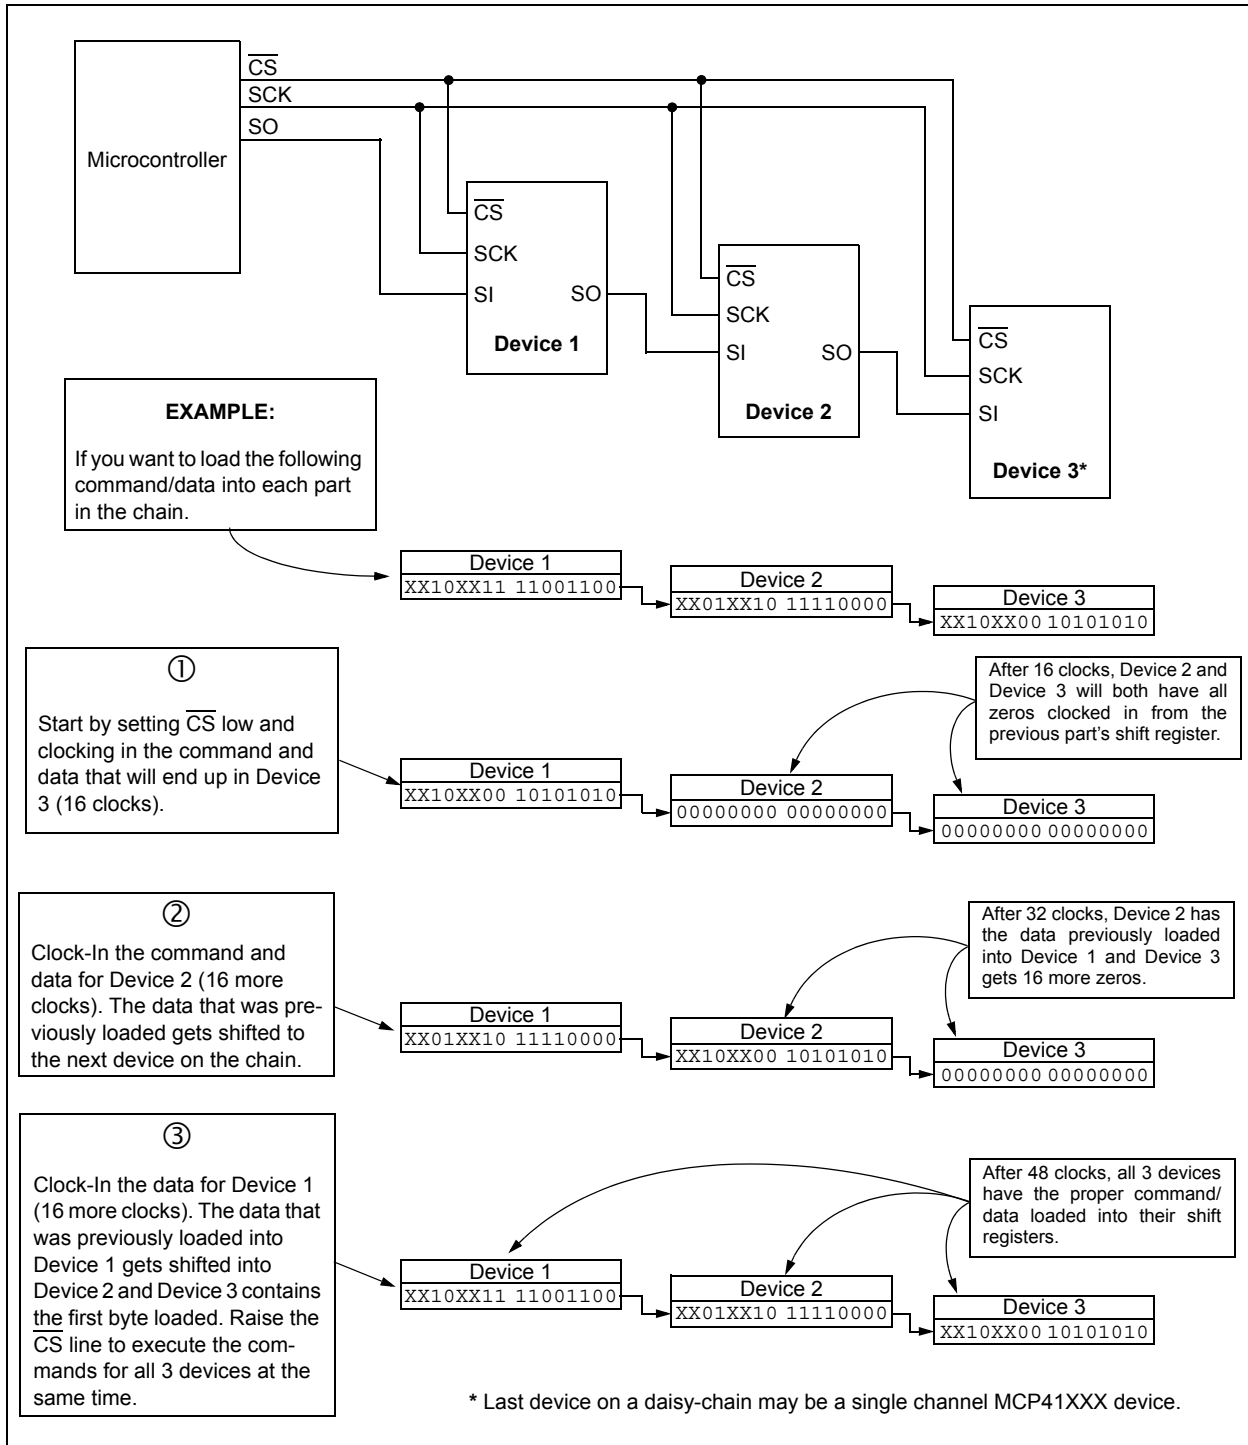 Microcontroller
CS
SCK
SO
CS
SCK
SI SO
Device 1
CS
SCK
SI SO
Device 2
CS
SCK
SI
Device 3*
EXAMPLE:
If you want to load the following
command/data into each part
in the chain.
Device 1
XX10XX11 11001100
Device 2
XX01XX10 11110000
Device 3
XX10XX00 10101010
①
Start by setting CS low and
clocking in the command and
data that will end up in Device
3 (16 clocks).
Device 1
XX10XX00 10101010
Device 2
00000000 00000000
Device 3
00000000 00000000
After 16 clocks, Device 2 and
Device 3 will both have all
zeros clocked in from the
previous part's shift register.
②
Clock-In the command and
data for Device 2 (16 more
clocks). The data that was pre-
viously loaded gets shifted to
the next device on the chain.
Device 1
XX01XX10 11110000
Device 2
XX10XX00 10101010
Device 3
00000000 00000000
After 32 clocks, Device 2 has
the data previously loaded
into Device 1 and Device 3
gets 16 more zeros.
③
Clock-In the data for Device 1
(16 more clocks). The data that
was previously loaded into
Device 1 gets shifted into
Device 2 and Device 3 contains
the first byte loaded. Raise the
CS line to execute the com-
mands for all 3 devices at the
same time.
Device 1
XX10XX11 11001100
Device 2
XX01XX10 11110000
Device 3
XX10XX00 10101010
After 48 clocks, all 3 devices
have the proper command/
data loaded into their shift
registers.
* Last device on a daisy-chain may be a single channel MCP41XXX device.